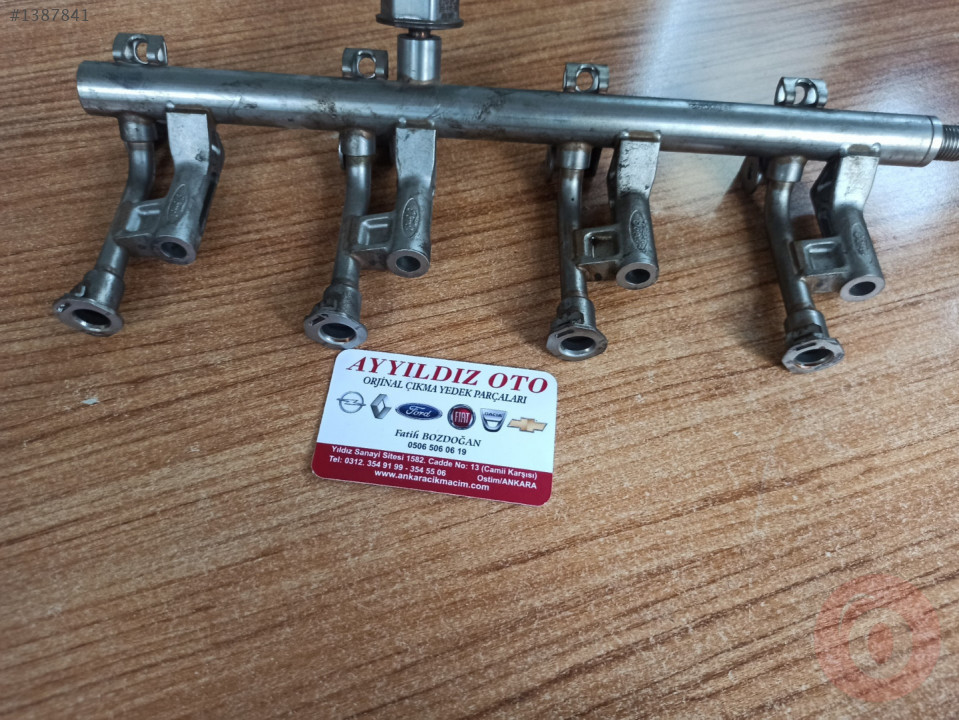 #1387841
AYYILDIZ OTO
ORJİNAL ÇIKMA YEDEK PARÇALARI
Ford FIAT
Fatih BOZDOĞAN
0506 506 06 19
Yıldız Sanayi Sitesi 1582. Cadde No: 13 (Camii Karşısı)
Tel: 0312. 354 91 99 - 354 55 06 Ostim/ANKARA
www.ankaracikmacim.com